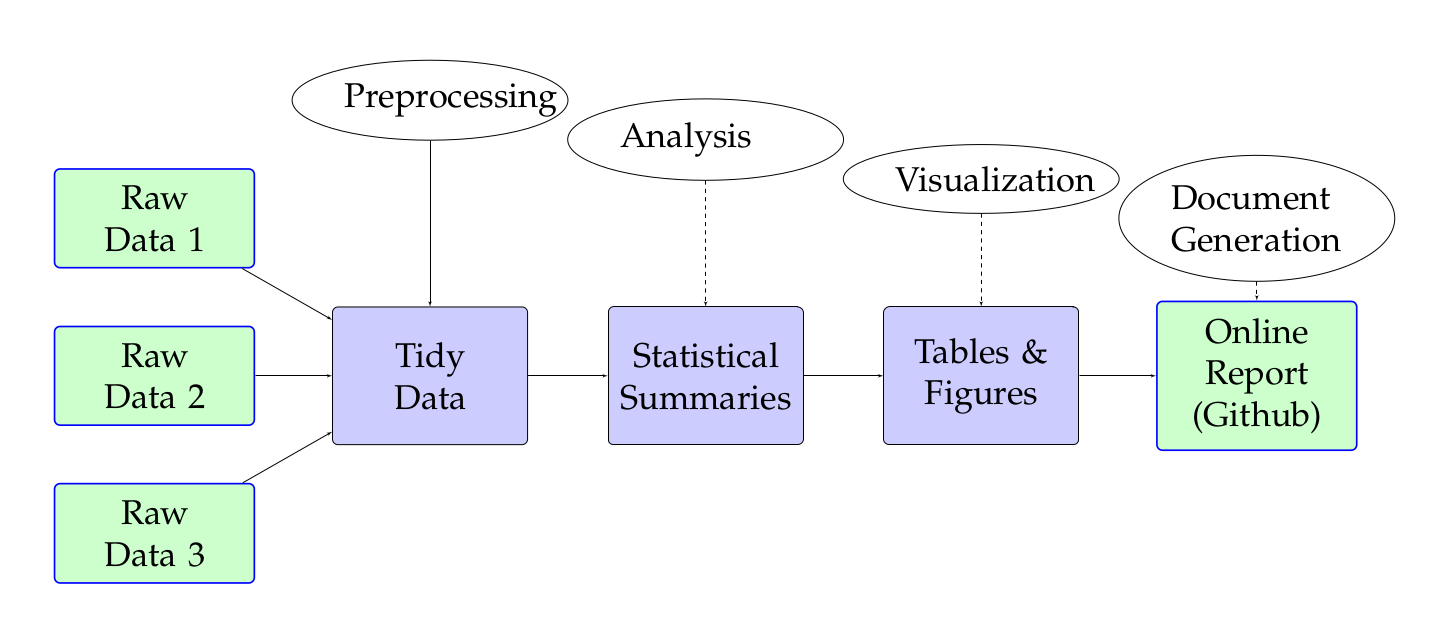 Preprocessing
Analysis
Visualization
Document
Generation
Raw
Data 1
Raw
Data 2
Raw
Data 3
Tidy
Data
Statistical
Summaries
Tables &
Figures
Online
Report
(Github)